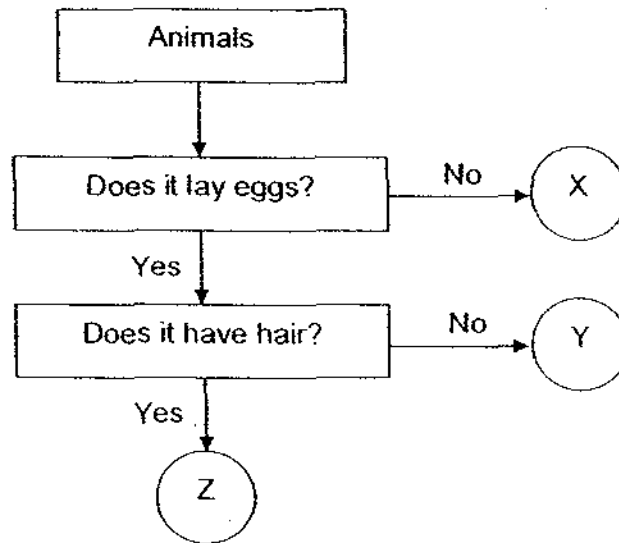 Animals
Does it lay eggs?
No
X
Yes
Does it have hair?
No
Y
Yes
Z